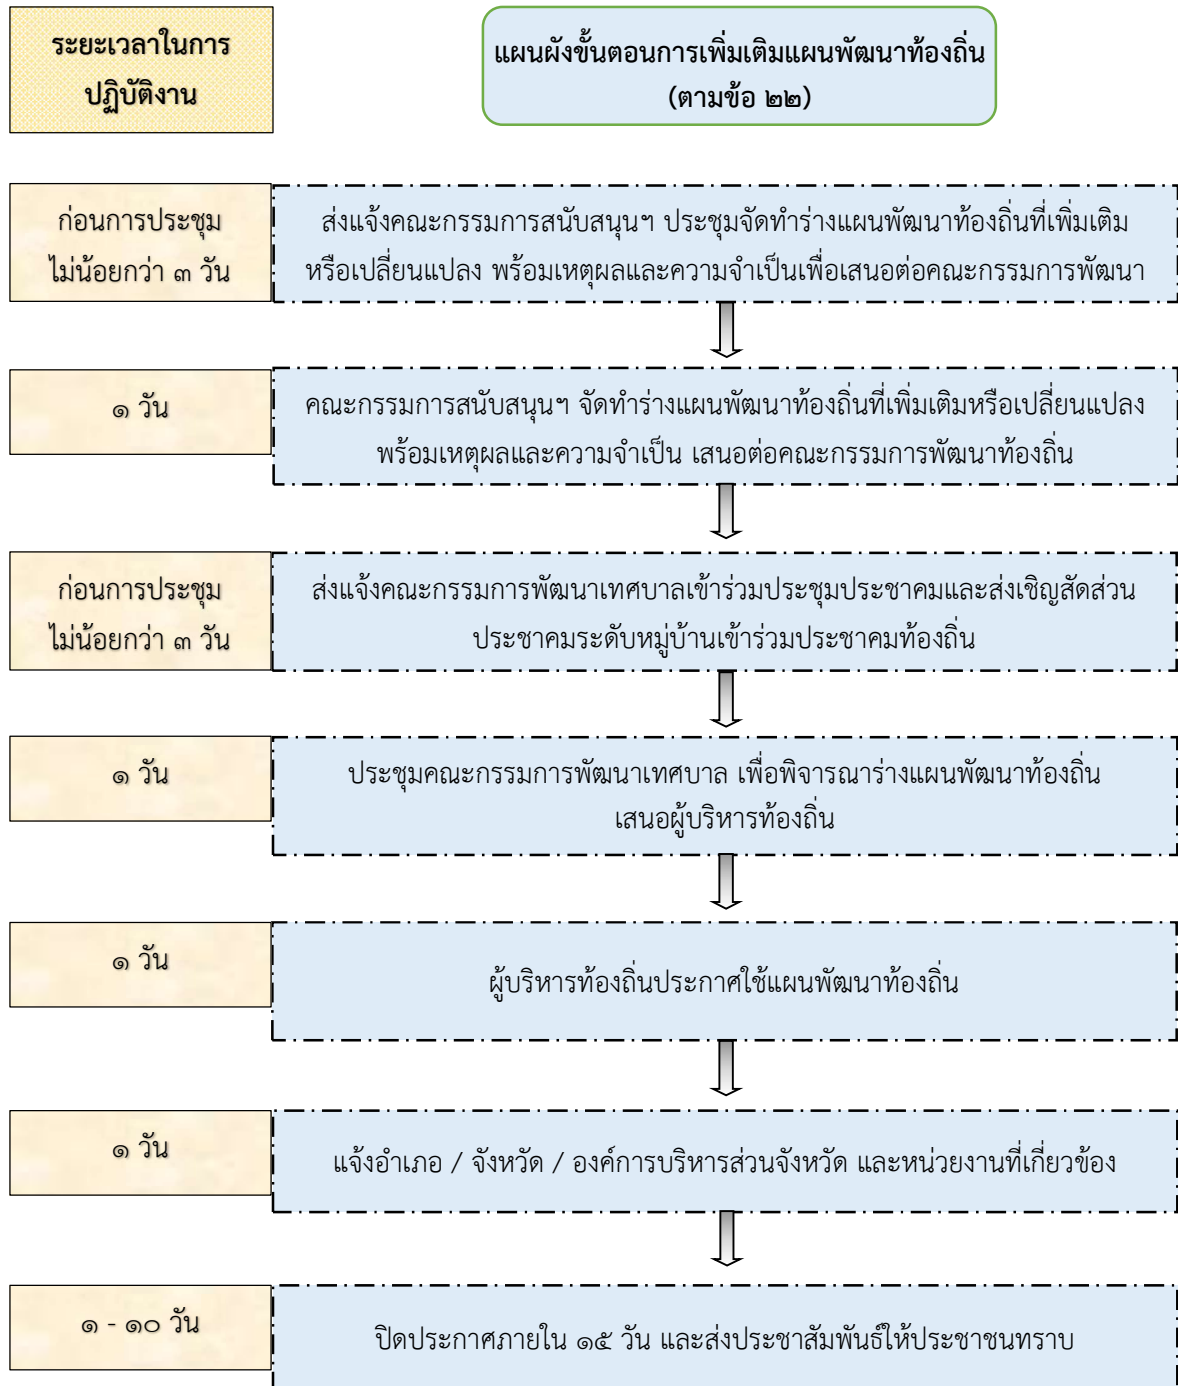 ระยะเวลาในการ
ปฏิบัติงาน
แผนผังขั้นตอนการเพิ่มเติมแผนพัฒนาท้องถิ่น
(ตามข้อ ๒๒)
ก่อนการประชุม
ไม่น้อยกว่า ๓ วัน
ส่งแจ้งคณะกรรมการสนับสนุนฯ ประชุมจัดทำร่างแผนพัฒนาท้องถิ่นที่เพิ่มเติม
หรือเปลี่ยนแปลง พร้อมเหตุผลและความจำเป็นเพื่อเสนอต่อคณะกรรมการพัฒนา
๑ วัน
คณะกรรมการสนับสนุนฯ จัดทำร่างแผนพัฒนาท้องถิ่นที่เพิ่มเติมหรือเปลี่ยนแปลง
พร้อมเหตุผลและความจำเป็น เสนอต่อคณะกรรมการพัฒนาท้องถิ่น
ก่อนการประชุม
ไม่น้อยกว่า ๓ วัน
ส่งแจ้งคณะกรรมการพัฒนาเทศบาลเข้าร่วมประชุมประชาคมและส่งเชิญสัดส่วน
ประชาคมระดับหมู่บ้านเข้าร่วมประชาคมท้องถิ่น
๑ วัน
ประชุมคณะกรรมการพัฒนาเทศบาล เพื่อพิจารณาร่างแผนพัฒนาท้องถิ่น
เสนอผู้บริหารท้องถิ่น
๑ วัน
ผู้บริหารท้องถิ่นประกาศใช้แผนพัฒนาท้องถิ่น
๑ วัน
แจ้งอำเภอ / จังหวัด / องค์การบริหารส่วนจังหวัด และหน่วยงานที่เกี่ยวข้อง
๑ - ๑๐ วัน
ปิดประกาศภายใน ๑๕ วัน และส่งประชาสัมพันธ์ให้ประชาชนทราบ